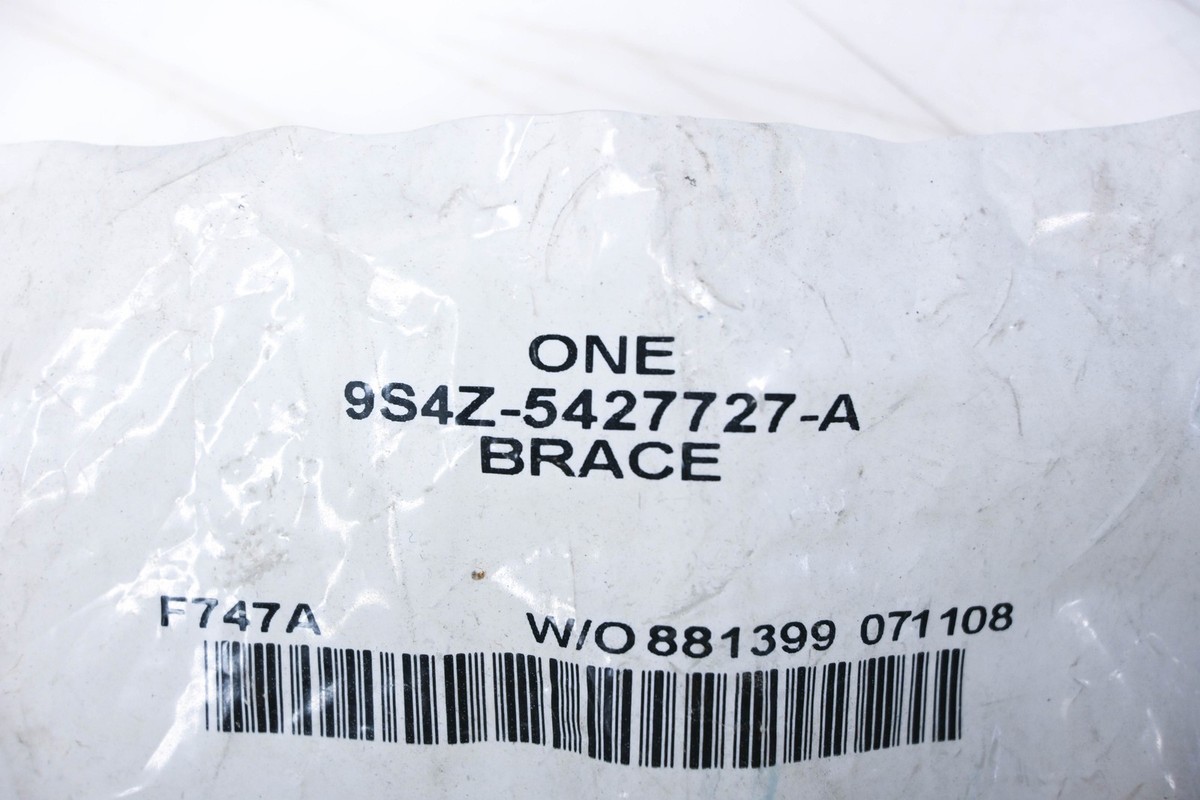 ONE
9S4Z-5427727-A
BRACE
F747A W/O 881399 071108